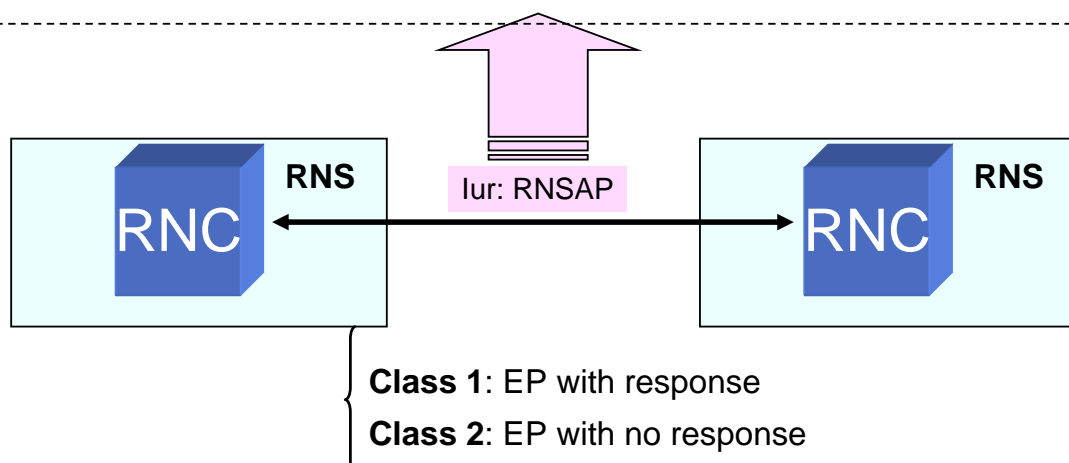 RNS
RNS
Iur: RNSAP
RNC
RNC
Class 1: EP with response
Class 2: EP with no response